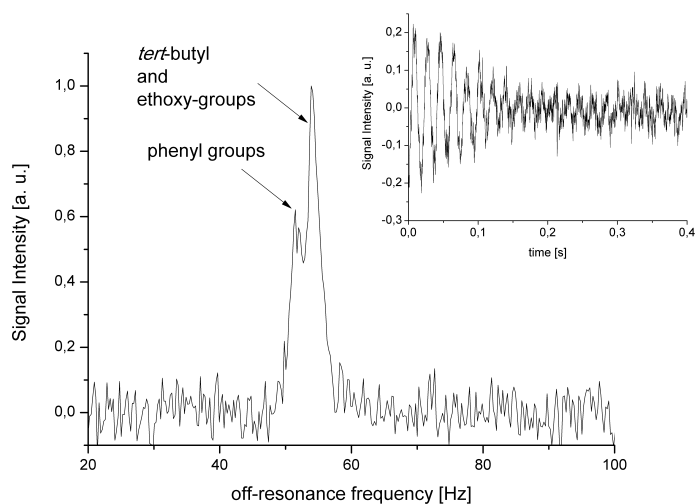 tert-butyl
and
ethoxy-groups
phenyl groups
Signal Intensity [a. u.]
1,0
0,8
0,6
0,4
0,2
0,0
20 40 60 80 100
off-resonance frequency [Hz]
Signal Intensity [a. u.]
0,2
0,1
0,0
-0,1
-0,2
-0,3
0,0 0,1 0,2 0,3 0,4
time [s]